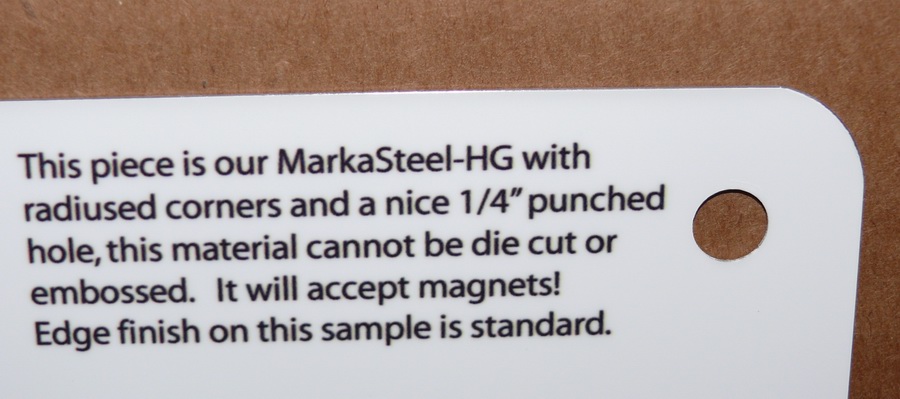 This piece is our MarkaSteel-HG with
radiused corners and a nice 1/4” punched
hole, this material cannot be die cut or
embossed.  It will accept magnets!
Edge finish on this sample is standard.